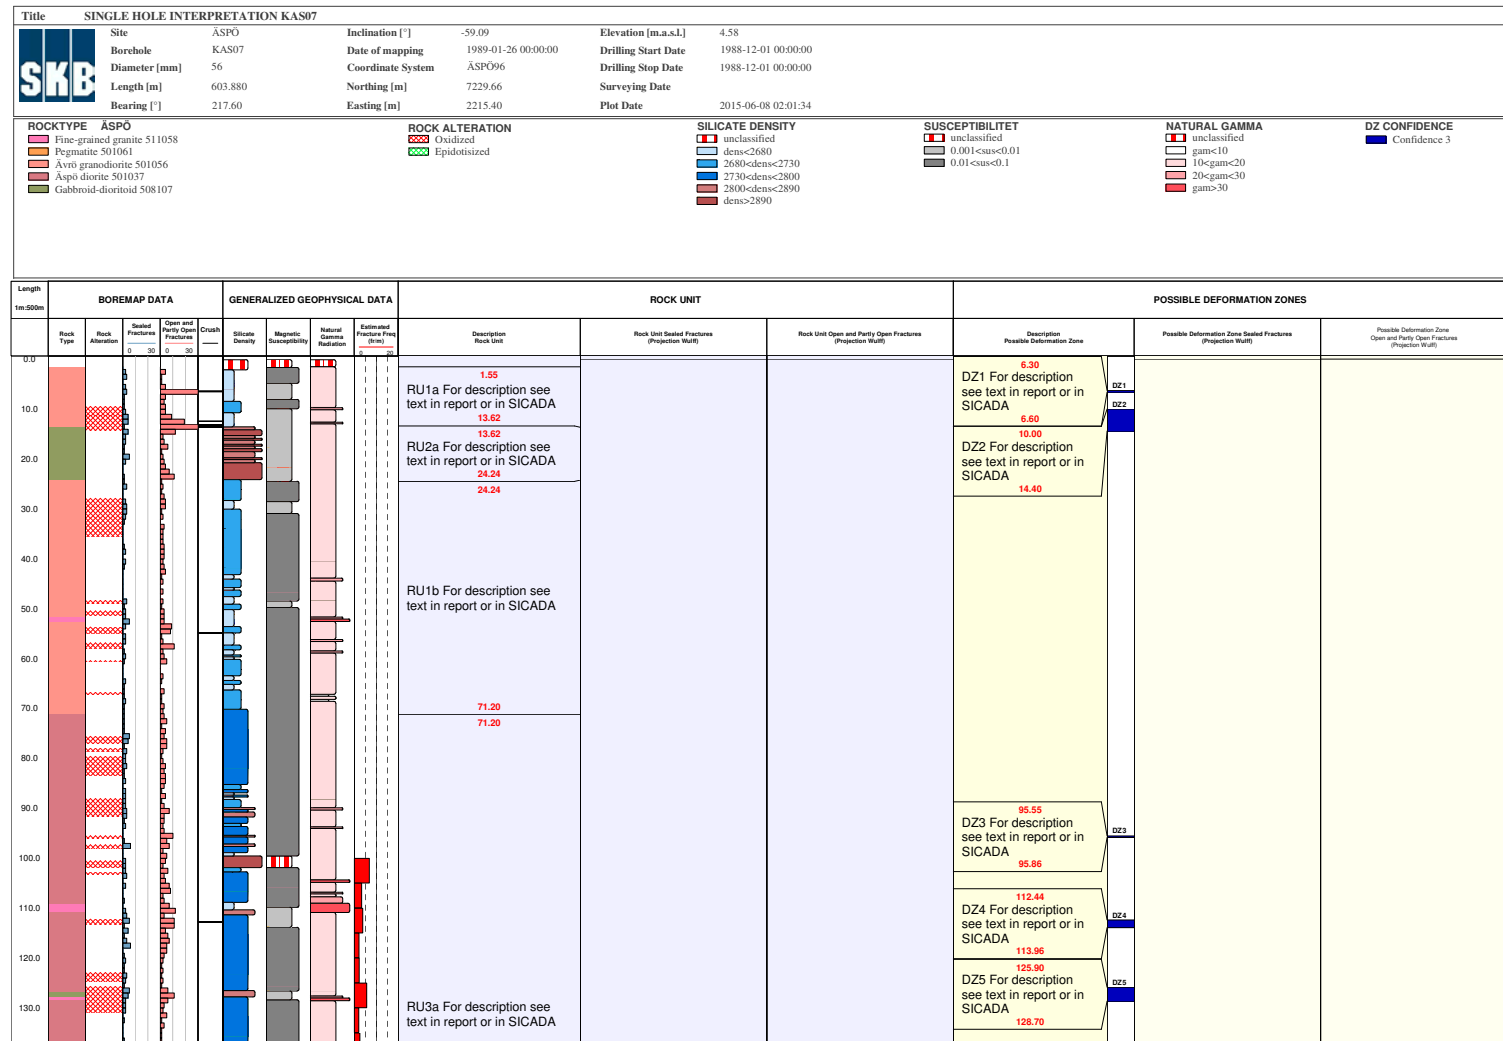 Title SINGLE HOLE INTERPRETATION KAS07
SKB
Site ÄSPÖ Inclination [°] -59.09 Elevation [m.a.s.l.] 4.58
Borehole KAS07 Date of mapping 1989-01-26 00:00:00 Drilling Start Date 1988-12-01 00:00:00
Diameter [mm] 56 Coordinate System ÄSPÖ96 Drilling Stop Date 1988-12-01 00:00:00
Length [m] 603.880 Northing [m] 7229.66 Surveying Date
Bearing [°] 217.60 Easting [m] 2215.40 Plot Date 2015-06-08 02:01:34
ROCKTYPE ÄSPÖ
Fine-grained granite 511058
Pegmatite 501061
Ävrö granodiorite 501056
Äspö diorite 501037
Gabbroid-dioritoid 508107
ROCK ALTERATION
Oxidized
Epidotisized
SILICATE DENSITY
unclassified
dens<2680
2680<dens<2730
2730<dens<2800
2800<dens<2890
dens>2890
SUSCEPTIBILITET
unclassified
0.001<sus<0.01
0.01<sus<0.1
NATURAL GAMMA
unclassified
gam<10
10<gam<20
20<gam<30
gam>30
DZ CONFIDENCE
Confidence 3
Length
1m:500m
BOREMAP DATA
GENERALIZED GEOPHYSICAL DATA
ROCK UNIT
POSSIBLE DEFORMATION ZONES
Rock
Type
Rock
Alteration
Sealed
Fractures
0 30
Open and
Partly Open
Fractures
0 30
Crush
Silicate
Density
Magnetic
Susceptibility
Natural
Gamma
Radiation
Estimated
Fracture Freq
(fr/m)
0 20
Description
Rock Unit
Rock Unit Sealed Fractures
(Projection Wulff)
Rock Unit Open and Partly Open Fractures
(Projection Wulff)
Description
Possible Deformation Zone
Possible Deformation Zone Sealed Fractures
(Projection Wulff)
Possible Deformation Zone
Open and Partly Open Fractures
(Projection Wulff)
0.0
10.0
20.0
30.0
40.0
50.0
60.0
70.0
80.0
90.0
100.0
110.0
120.0
130.0
1.55
RU1a For description see
text in report or in SICADA
13.62
13.62
RU2a For description see
text in report or in SICADA
24.24
24.24
RU1b For description see
text in report or in SICADA
71.20
71.20
RU3a For description see
text in report or in SICADA
6.30
DZ1 For description
see text in report or in
SICADA
6.60
10.00
DZ2 For description
see text in report or in
SICADA
14.40
95.55
DZ3 For description
see text in report or in
SICADA
95.86
112.44
DZ4 For description
see text in report or in
SICADA
113.96
125.90
DZ5 For description
see text in report or in
SICADA
128.70
DZ1
DZ2
DZ3
DZ4
DZ5